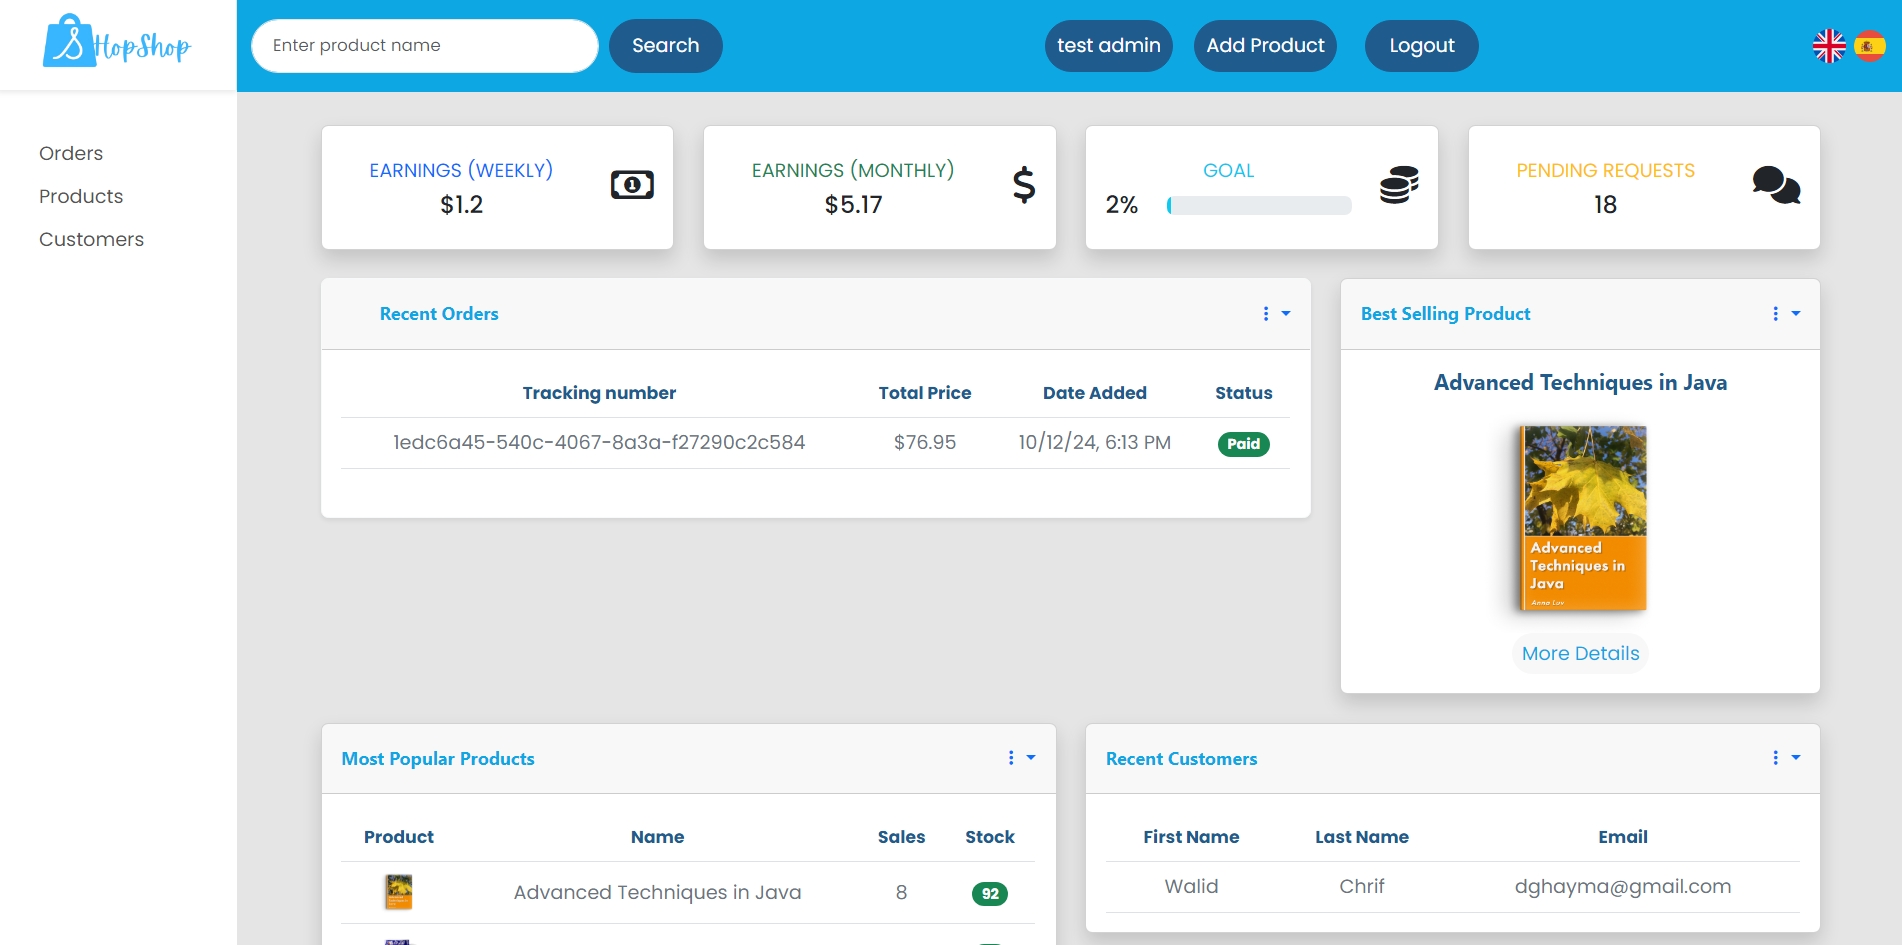 HopShop
Enter product name
Search
test admin
Add Product
Logout
Orders
Products
Customers
EARNINGS (WEEKLY)
$1.2
EARNINGS (MONTHLY)
$5.17
GOAL
2%
PENDING REQUESTS
18
Recent Orders
Tracking number Total Price Date Added Status
1edc6a45-540c-4067-8a3a-f27290c2c584 $76.95 10/12/24, 6:13 PM Paid
Best Selling Product
Advanced Techniques in Java
Advanced
Techniques in
Java
Anna Luv
More Details
Most Popular Products
Product Name Sales Stock
Advanced Techniques in Java 8 92
Recent Customers
First Name Last Name Email
Walid Chrif dghayma@gmail.com